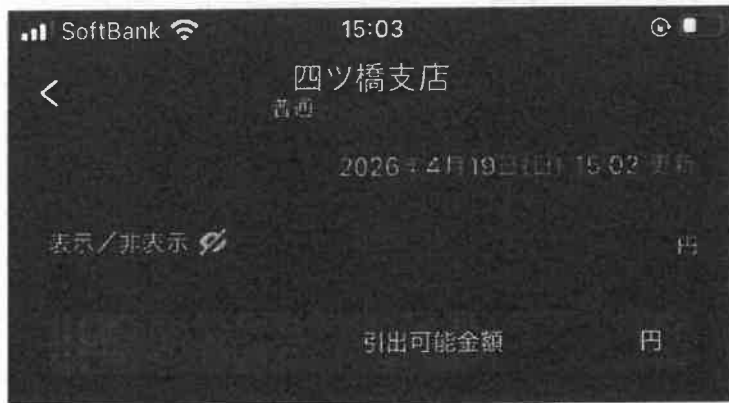 SoftBank 15:03
四ツ橋支店
普通
2026年4月19日(日) 15:02 更新
表示/非表示 円
引出可能金額 円